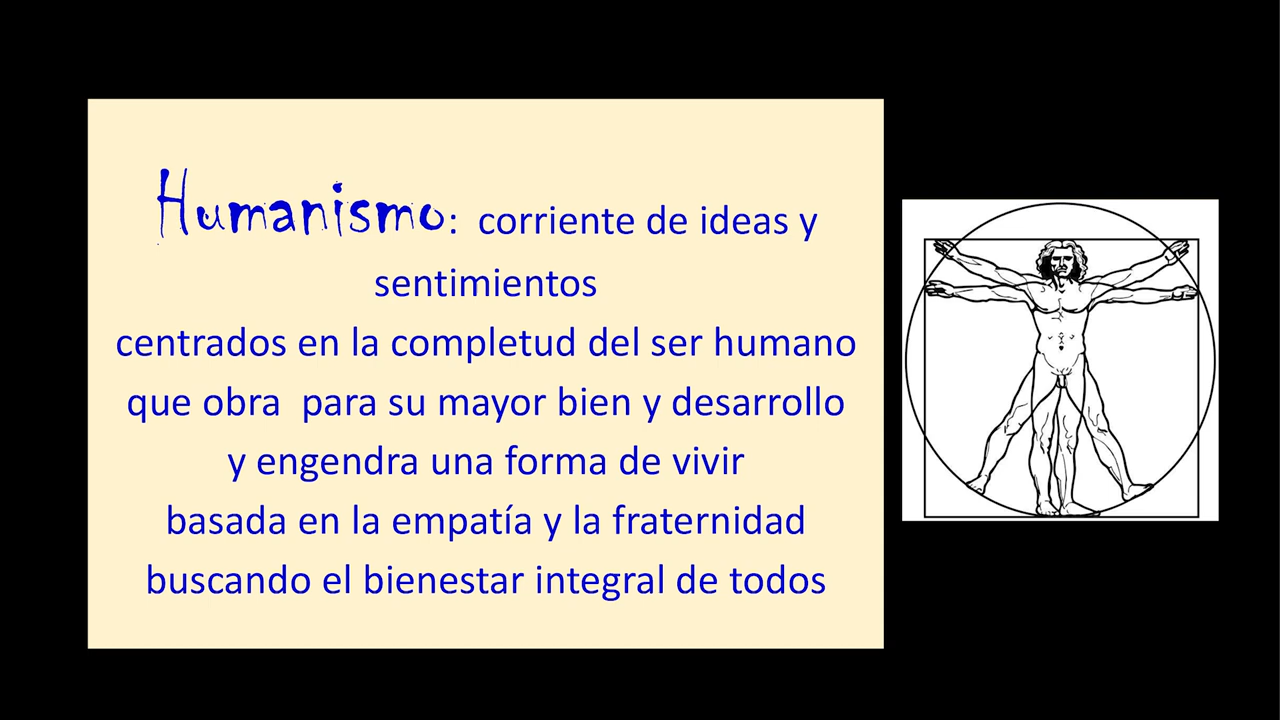 Humanismo:  corriente de ideas y
sentimientos
centrados en la completud del ser humano
que obra  para su mayor bien y desarrollo
y engendra una forma de vivir
basada en la empatía y la fraternidad
buscando el bienestar integral de todos